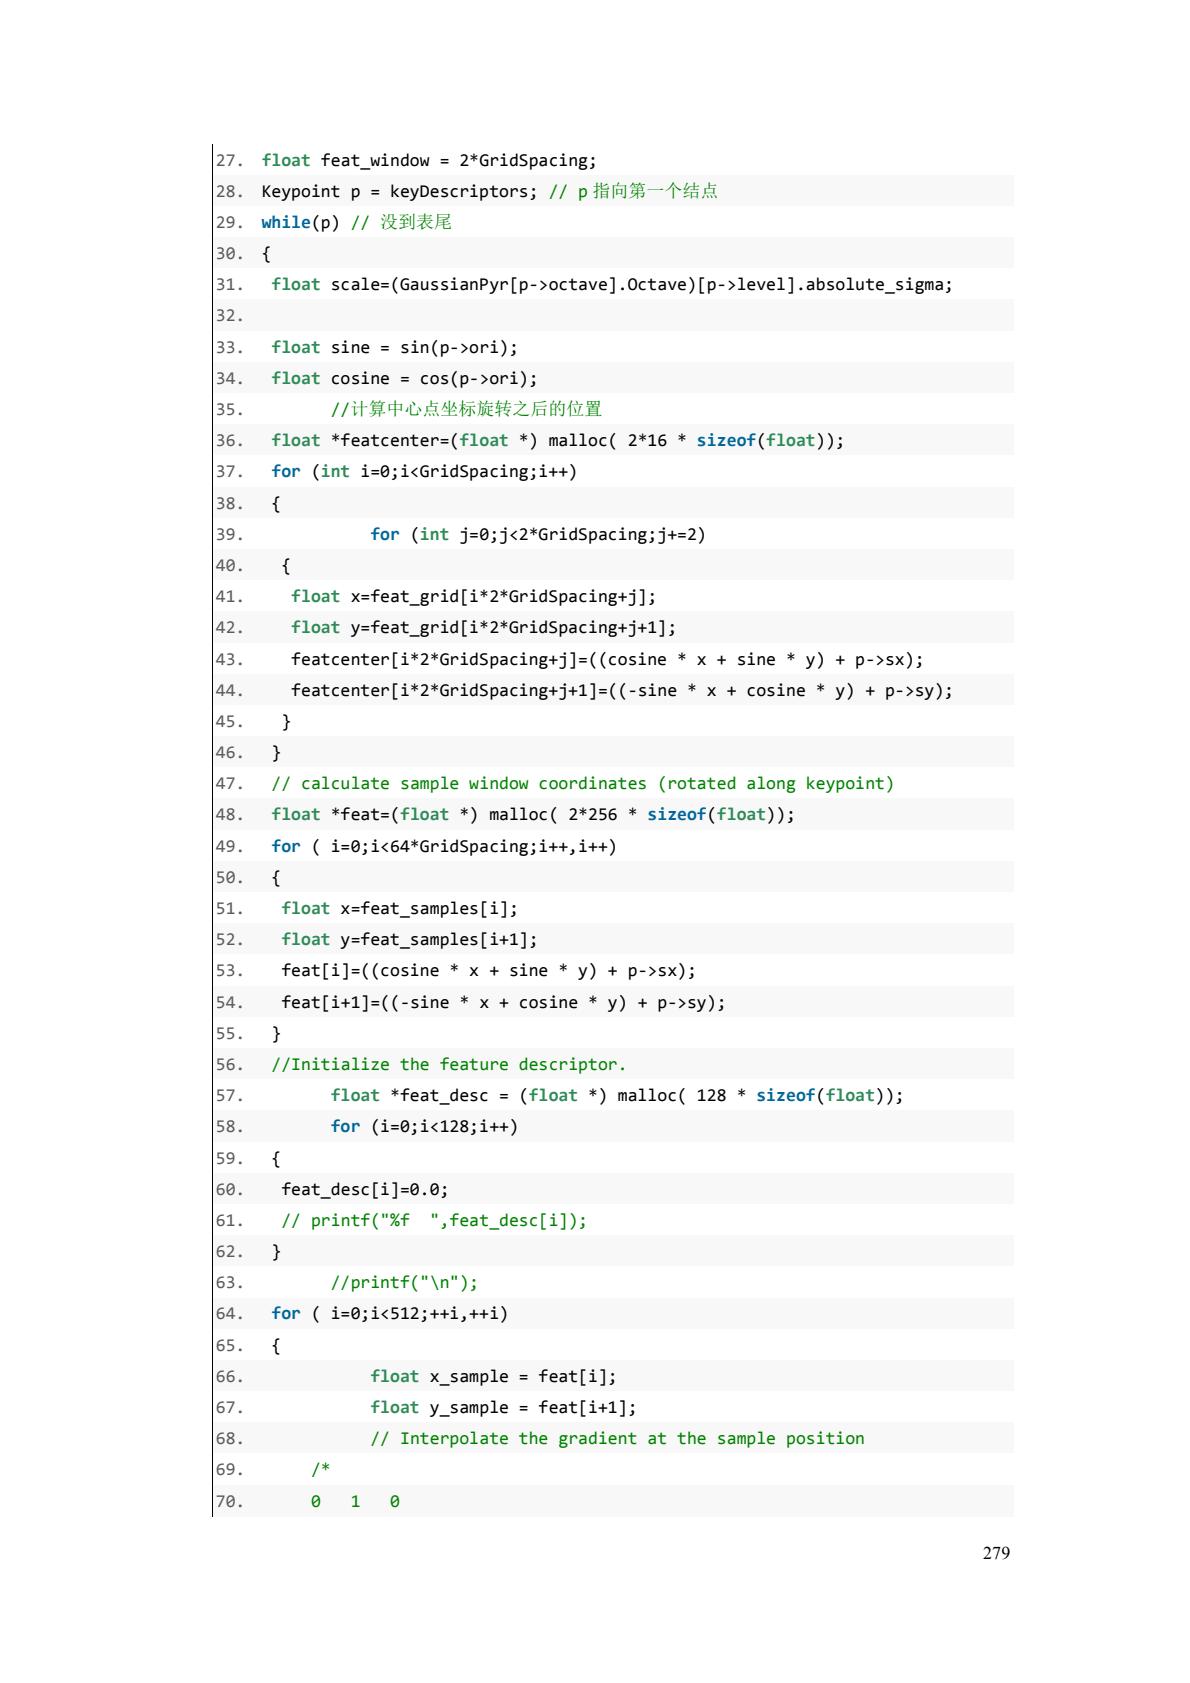 27. float feat_window = 2*GridSpacing;
28. Keypoint p = keyDescriptors; // p 指向第一个结点
29. while(p) // 没到表尾
30. {
31. float scale=(GaussianPyr[p->octave].Octave)[p->level].absolute_sigma;
32.
33. float sine = sin(p->ori);
34. float cosine = cos(p->ori);
35. //计算中心点坐标旋转之后的位置
36. float *featcenter=(float *) malloc( 2*16 * sizeof(float));
37. for (int i=0;i<GridSpacing;i++)
38. {
39. for (int j=0;j<2*GridSpacing;j+=2)
40. {
41. float x=feat_grid[i*2*GridSpacing+j];
42. float y=feat_grid[i*2*GridSpacing+j+1];
43. featcenter[i*2*GridSpacing+j]=((cosine * x + sine * y) + p->sx);
44. featcenter[i*2*GridSpacing+j+1]=((-sine * x + cosine * y) + p->sy);
45. }
46. }
47. // calculate sample window coordinates (rotated along keypoint)
48. float *feat=(float *) malloc( 2*256 * sizeof(float));
49. for ( i=0;i<64*GridSpacing;i++,i++)
50. {
51. float x=feat_samples[i];
52. float y=feat_samples[i+1];
53. feat[i]=((cosine * x + sine * y) + p->sx);
54. feat[i+1]=((-sine * x + cosine * y) + p->sy);
55. }
56. //Initialize the feature descriptor.
57. float *feat_desc = (float *) malloc( 128 * sizeof(float));
58. for (i=0;i<128;i++)
59. {
60. feat_desc[i]=0.0;
61. // printf("%f  ",feat_desc[i]);
62. }
63. //printf("\n");
64. for ( i=0;i<512;++i,++i)
65. {
66. float x_sample = feat[i];
67. float y_sample = feat[i+1];
68. // Interpolate the gradient at the sample position
69. /*
70. 0   1   0
279